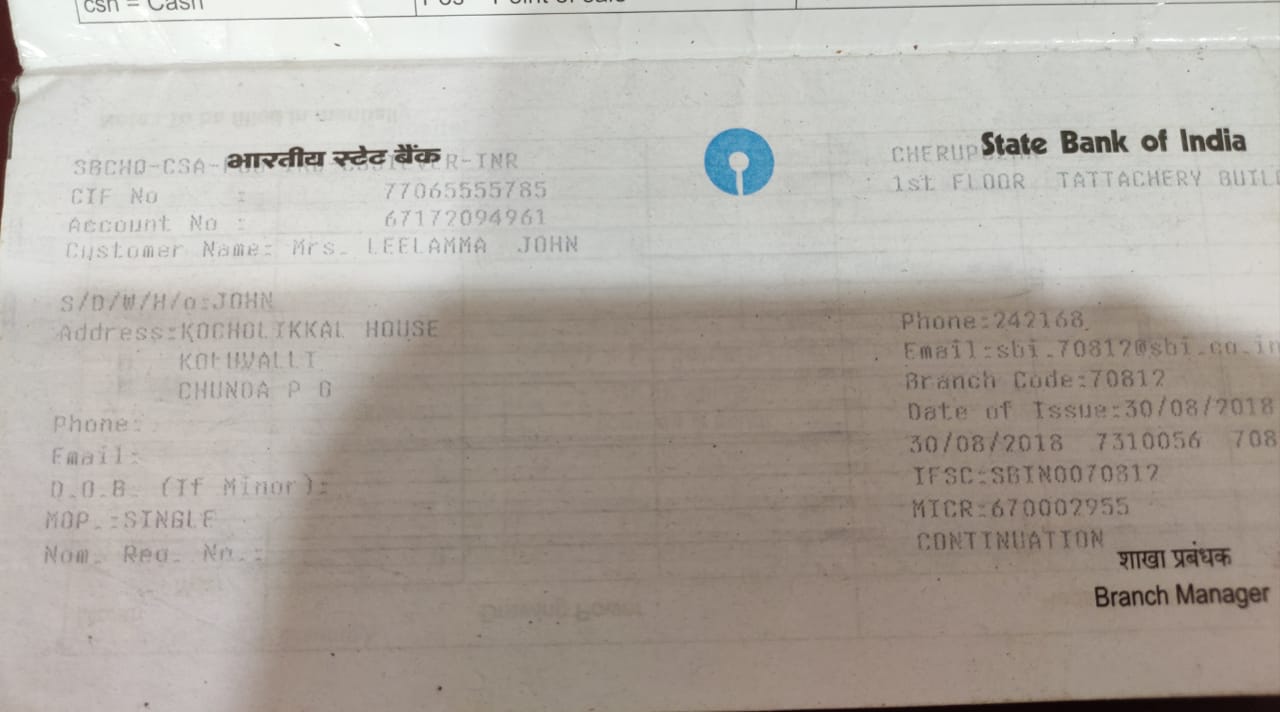 csh = Cash
भारतीय स्टेट बैंक
State Bank of India
SBCHQ-CSA- R-INR
CHERUP
CIF No : 77065555785
1st FLOOR TATTACHERY BUIL
Account No : 67172094961
Customer Name: Mrs. LEELAMMA JOHN
S/D/W/H/o:JOHN
Address:KOCHOLIKKAL HOUSE
KOLUVALLI
CHUNDA P O
Phone:
Email:
D.O.B. (If Minor):
MOP.:SINGLE
Nom. Reg. No.:
Phone:242168
Email:sbi.70812@sbi.co.in
Branch Code:70812
Date of Issue:30/08/2018
30/08/2018 7310056 708
IFSC:SBIN0070812
MICR:670002955
CONTINUATION
शाखा प्रबंधक
Branch Manager